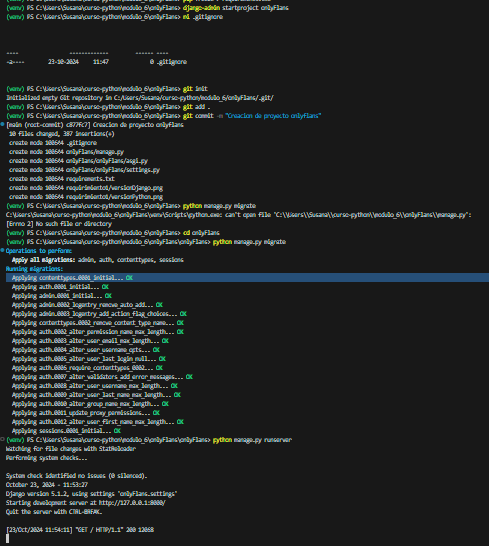 (venv) PS C:\Users\Susana\curso-python\modulo_6\onlyFlans> django-admin startproject onlyFlans
(venv) PS C:\Users\Susana\curso-python\modulo_6\onlyFlans> ni .gitignore
---- ------------- ------ ----
-a---- 23-10-2024 11:47 0 .gitignore
(venv) PS C:\Users\Susana\curso-python\modulo_6\onlyFlans> git init
Initialized empty Git repository in C:/Users/Susana/curso-python/modulo_6/onlyFlans/.git/
(venv) PS C:\Users\Susana\curso-python\modulo_6\onlyFlans> git add .
(venv) PS C:\Users\Susana\curso-python\modulo_6\onlyFlans> git commit -m "Creacion de proyecto onlyflans"
[main (root-commit) c877fc7] Creacion de proyecto onlyflans
10 files changed, 387 insertions(+)
create mode 100644 .gitignore
create mode 100644 onlyFlans/manage.py
create mode 100644 onlyFlans/onlyFlans/asgi.py
create mode 100644 onlyFlans/onlyFlans/settings.py
create mode 100644 requirements.txt
create mode 100644 requirimiento1/versionDjango.png
create mode 100644 requirimiento1/versionPython.png
(venv) PS C:\Users\Susana\curso-python\modulo_6\onlyFlans> python manage.py migrate
C:\Users\Susana\curso-python\modulo_6\onlyFlans\venv\Scripts\python.exe: can't open file 'C:\\Users\\Susana\\curso-python\\modulo_6\\onlyFlans\\manage.py':
[Errno 2] No such file or directory
(venv) PS C:\Users\Susana\curso-python\modulo_6\onlyFlans> cd onlyFlans
(venv) PS C:\Users\Susana\curso-python\modulo_6\onlyFlans\onlyFlans> python manage.py migrate
Operations to perform:
Apply all migrations: admin, auth, contenttypes, sessions
Running migrations:
Applying contenttypes.0001_initial... OK
Applying auth.0001_initial... OK
Applying admin.0001_initial... OK
Applying admin.0002_logentry_remove_auto_add... OK
Applying admin.0003_logentry_add_action_flag_choices... OK
Applying contenttypes.0002_remove_content_type_name... OK
Applying auth.0002_alter_permission_name_max_length... OK
Applying auth.0003_alter_user_email_max_length... OK
Applying auth.0004_alter_user_username_opts... OK
Applying auth.0005_alter_user_last_login_null... OK
Applying auth.0006_require_contenttypes_0002... OK
Applying auth.0007_alter_validators_add_error_messages... OK
Applying auth.0008_alter_user_username_max_length... OK
Applying auth.0009_alter_user_last_name_max_length... OK
Applying auth.0010_alter_group_name_max_length... OK
Applying auth.0011_update_proxy_permissions... OK
Applying auth.0012_alter_user_first_name_max_length... OK
Applying sessions.0001_initial... OK
(venv) PS C:\Users\Susana\curso-python\modulo_6\onlyFlans\onlyFlans> python manage.py runserver
Watching for file changes with StatReloader
Performing system checks...
System check identified no issues (0 silenced).
October 23, 2024 - 11:53:27
Django version 5.1.2, using settings 'onlyFlans.settings'
Starting development server at http://127.0.0.1:8000/
Quit the server with CTRL-BREAK.
[23/Oct/2024 11:54:11] "GET / HTTP/1.1" 200 12068